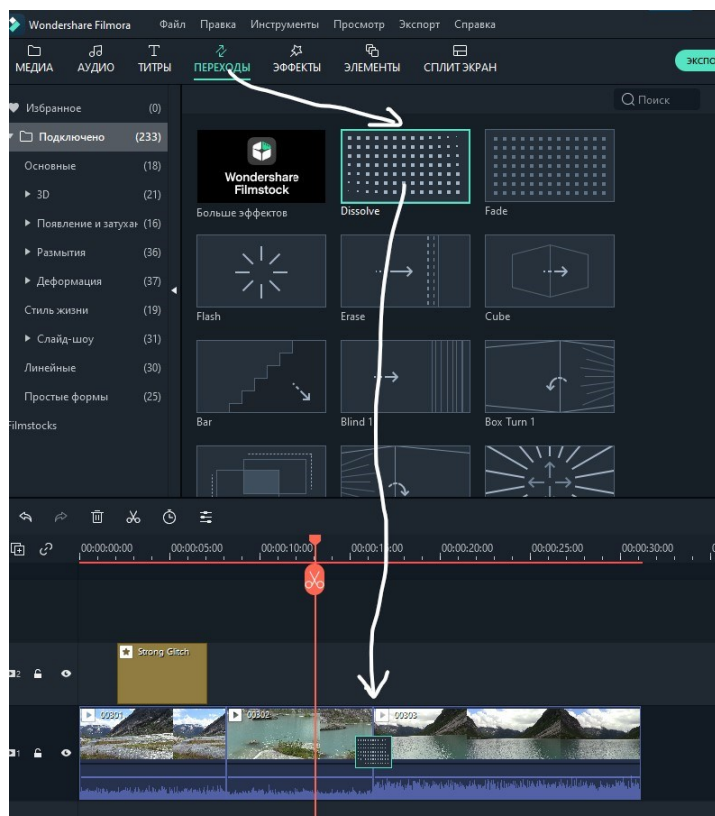 Wondershare Filmora Файл Правка Инструменты Просмотр Экспорт Справка
МЕДИА АУДИО ТИТРЫ ПЕРЕХОДЫ ЭФФЕКТЫ ЭЛЕМЕНТЫ СПЛИТ ЭКРАН ЭКСПО
Избранное (0)
Поиск
Подключено (233)
Основные (18)
3D (21)
Появление и затухан (16)
Размытия (36)
Деформация (37)
Стиль жизни (19)
Слайд-шоу (31)
Линейные (30)
Простые формы (25)
Filmstocks
Wondershare
Filmstock
Больше эффектов Dissolve Fade
Flash Erase Cube
Bar Blind 1 Box Turn 1
00:00:00:00 00:00:05:00 00:00:10:00 00:00:20:00 00:00:25:00 00:00:30:00
Strong Glitch
2
00301 00302 00303
1